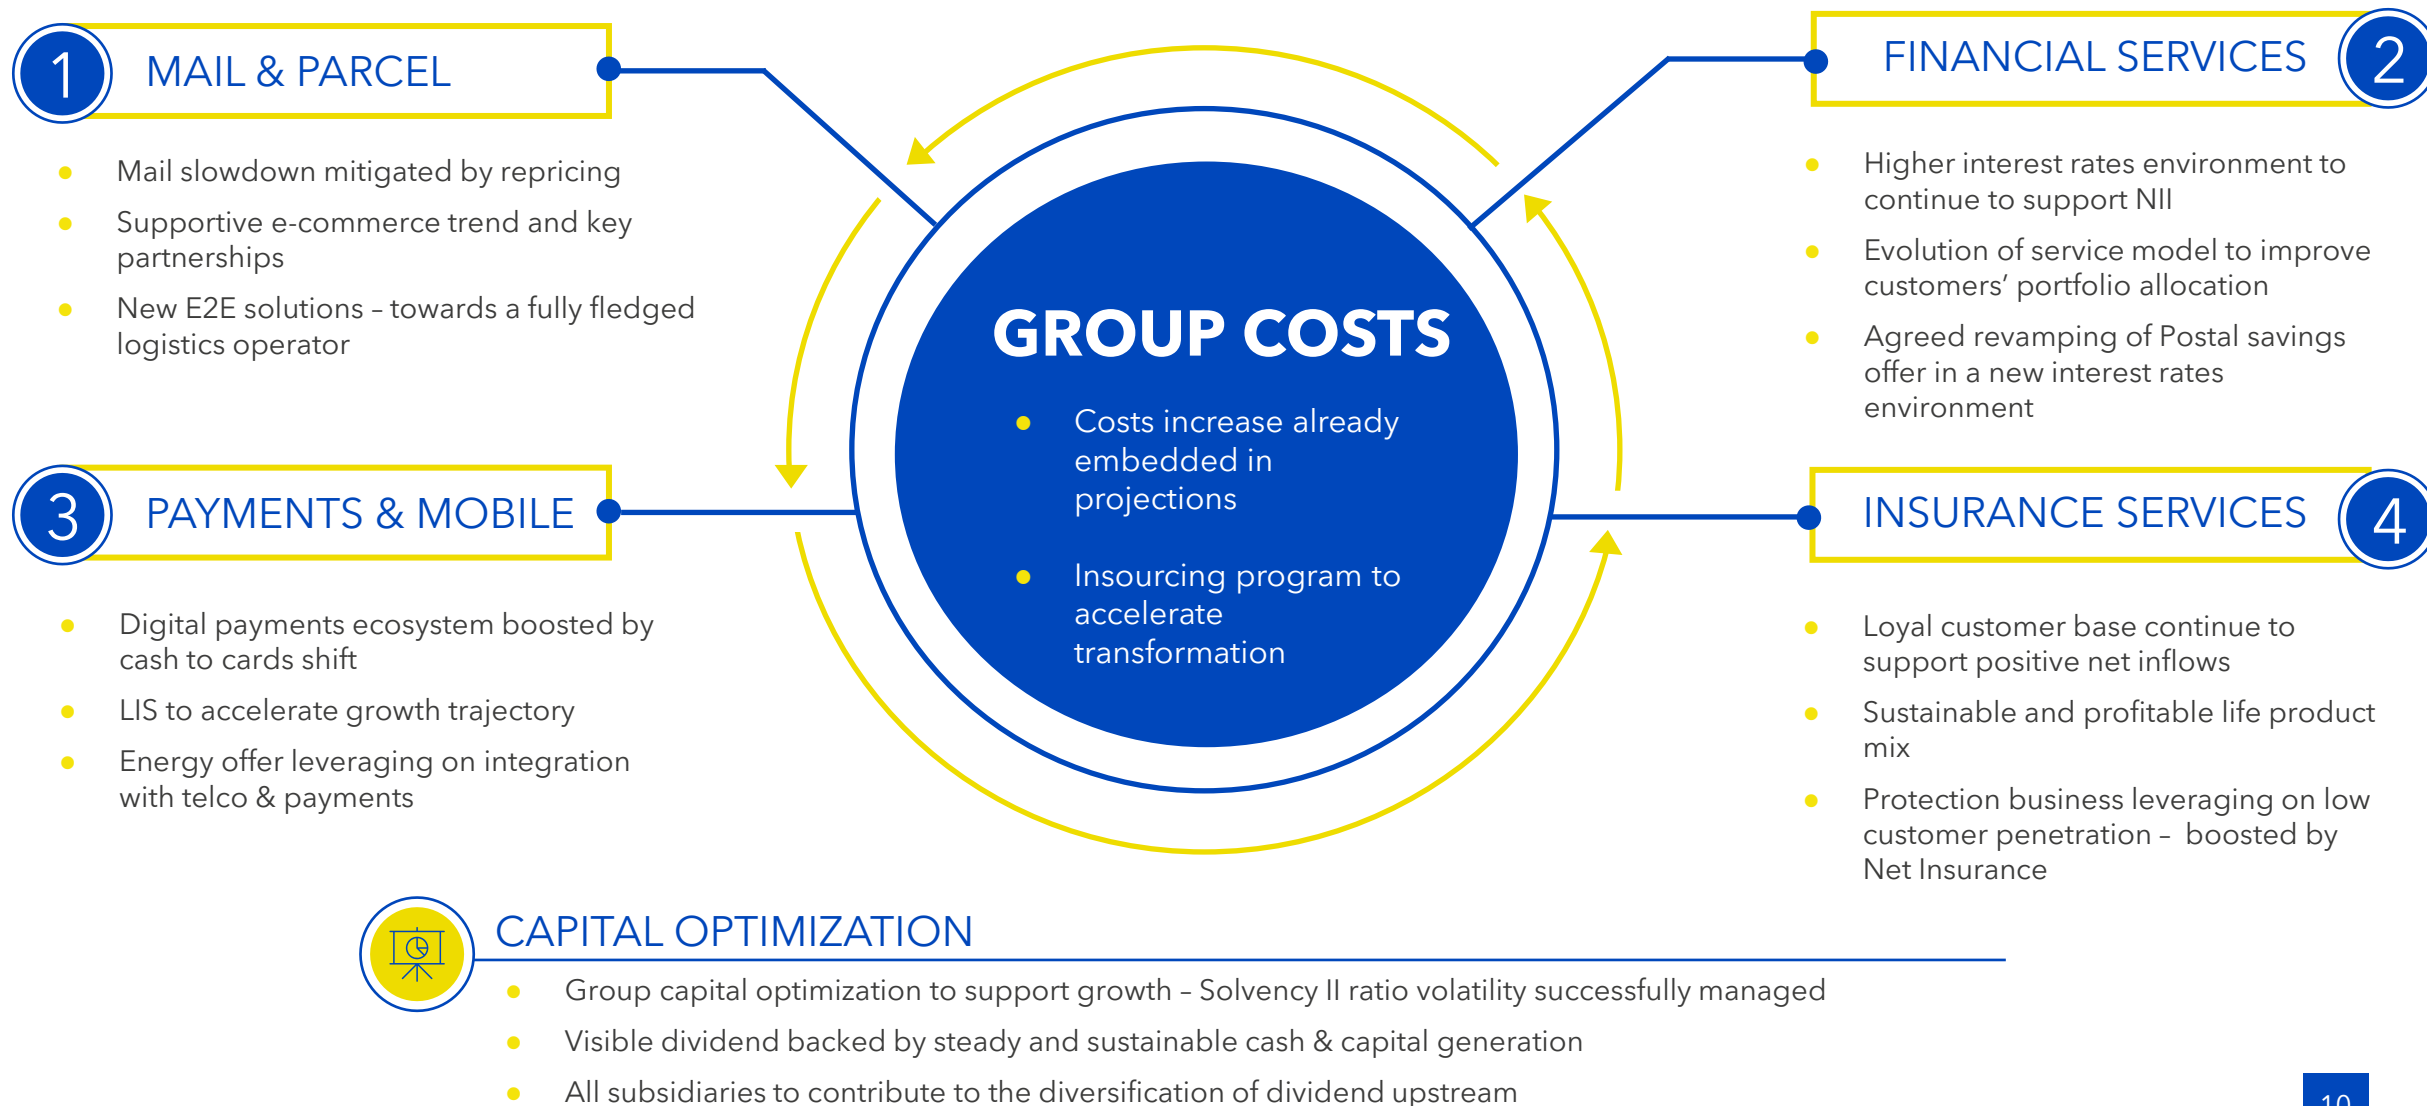 1
MAIL & PARCEL
Mail slowdown mitigated by repricing
Supportive e-commerce trend and key
partnerships
New E2E solutions – towards a fully fledged
logistics operator
FINANCIAL SERVICES
2
Higher interest rates environment to
continue to support NII
Evolution of service model to improve
customers’ portfolio allocation
Agreed revamping of Postal savings
offer in a new interest rates
environment
GROUP COSTS
Costs increase already
embedded in
projections
Insourcing program to
accelerate
transformation
3
PAYMENTS & MOBILE
Digital payments ecosystem boosted by
cash to cards shift
LIS to accelerate growth trajectory
Energy offer leveraging on integration
with telco & payments
INSURANCE SERVICES
4
Loyal customer base continue to
support positive net inflows
Sustainable and profitable life product
mix
Protection business leveraging on low
customer penetration – boosted by
Net Insurance
CAPITAL OPTIMIZATION
Group capital optimization to support growth – Solvency II ratio volatility successfully managed
Visible dividend backed by steady and sustainable cash & capital generation
All subsidiaries to contribute to the diversification of dividend upstream
10